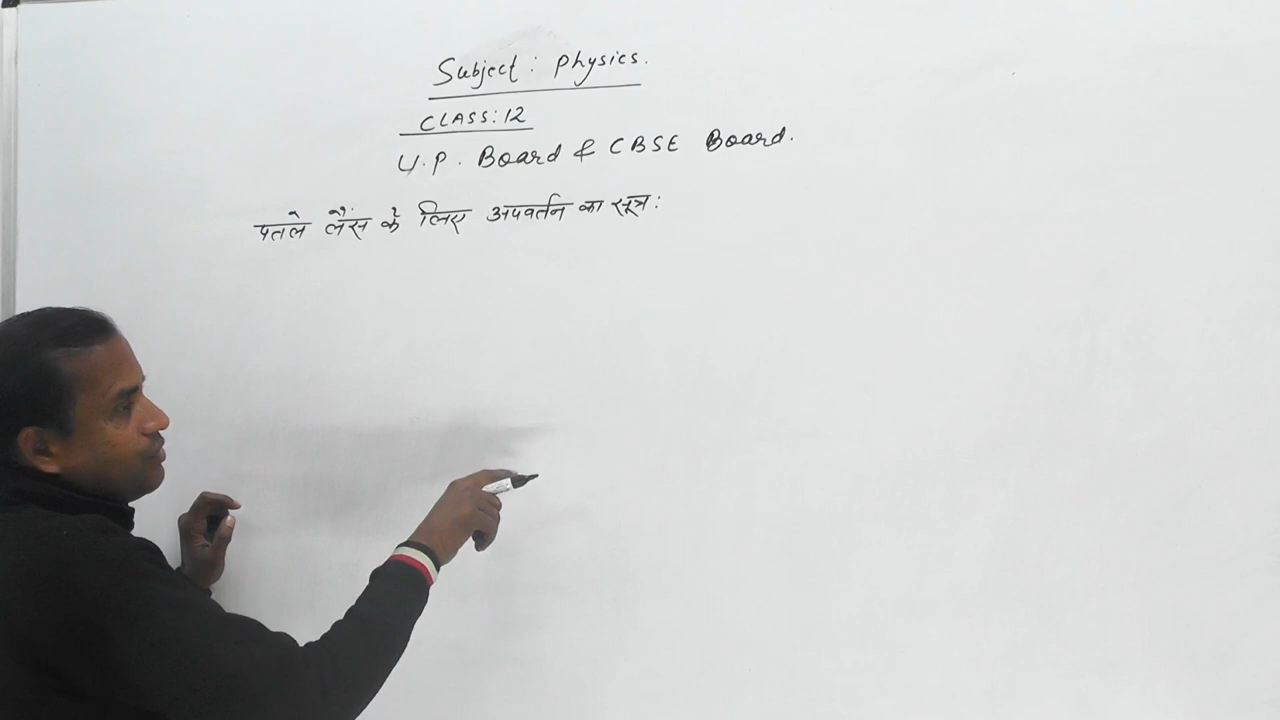 Subject: Physics.
CLASS: 12
U.P. Board & CBSE Board.
पतले लैंस के लिए अपवर्तन का सूत्र: